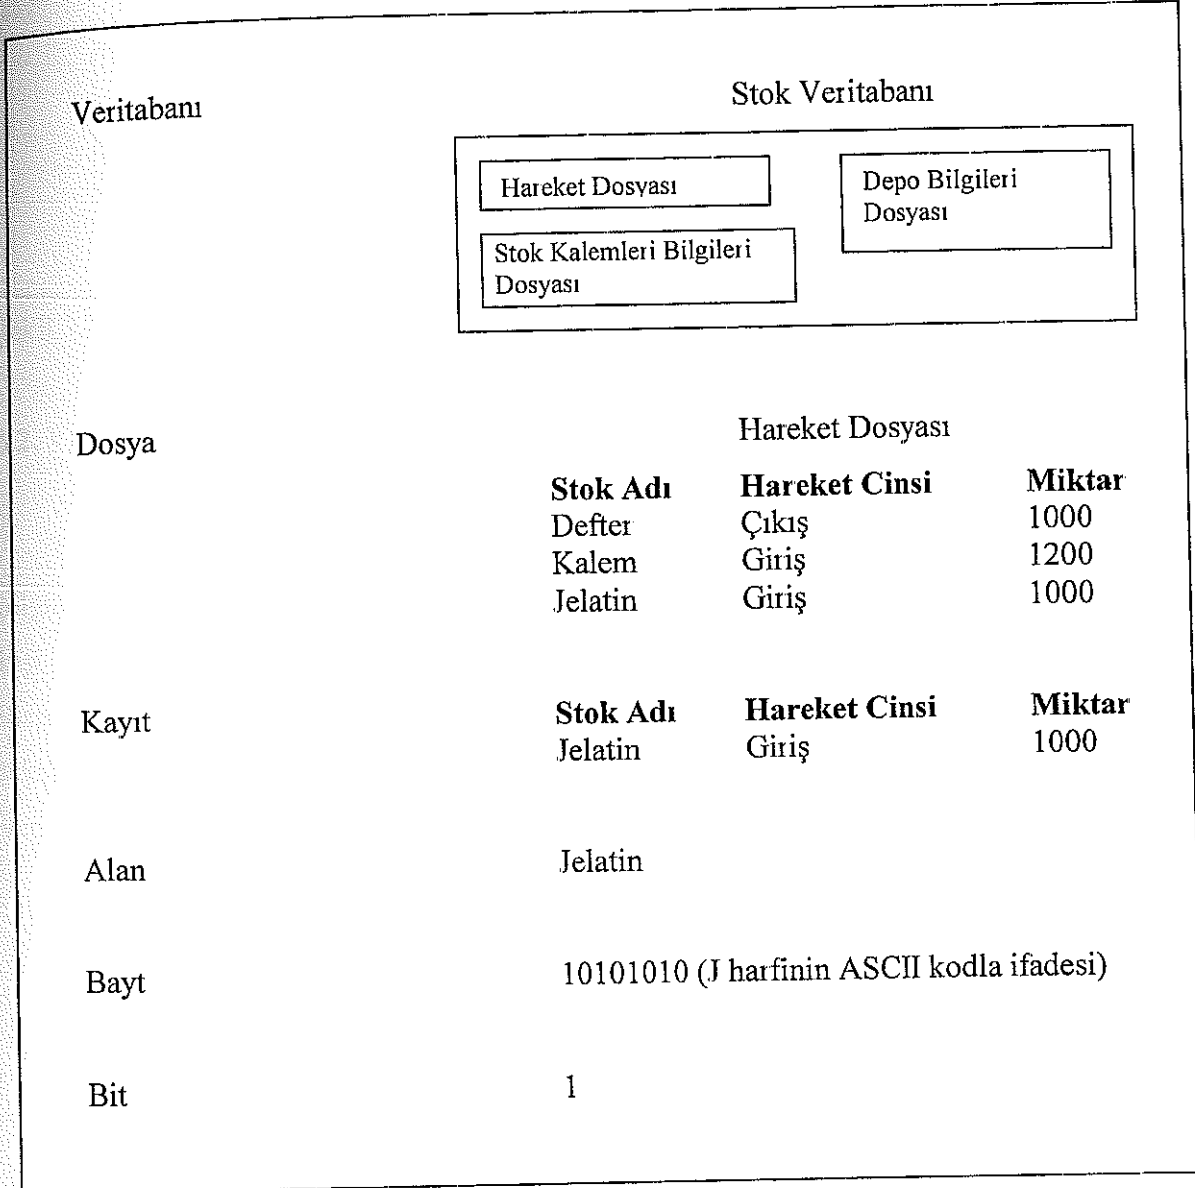 Veritabanı
Stok Veritabanı
Hareket Dosyası
Depo Bilgileri
Dosyası
Stok Kalemleri Bilgileri
Dosyası
Dosya
Hareket Dosyası
Stok Adı Hareket Cinsi Miktar
Defter Çıkış 1000
Kalem Giriş 1200
Jelatin Giriş 1000
Kayıt
Stok Adı Hareket Cinsi Miktar
Jelatin Giriş 1000
Alan
Jelatin
Bayt
10101010 (J harfinin ASCII kodla ifadesi)
Bit
1